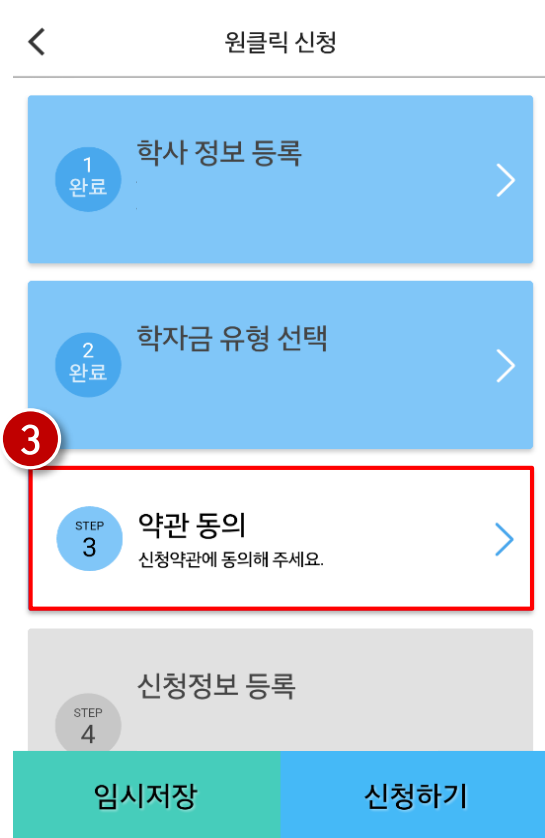 원클릭 신청
1
완료
학사 정보 등록
2
완료
학자금 유형 선택
3
STEP
3
약관 동의
신청약관에 동의해 주세요.
신청정보 등록
STEP
4
임시저장
신청하기